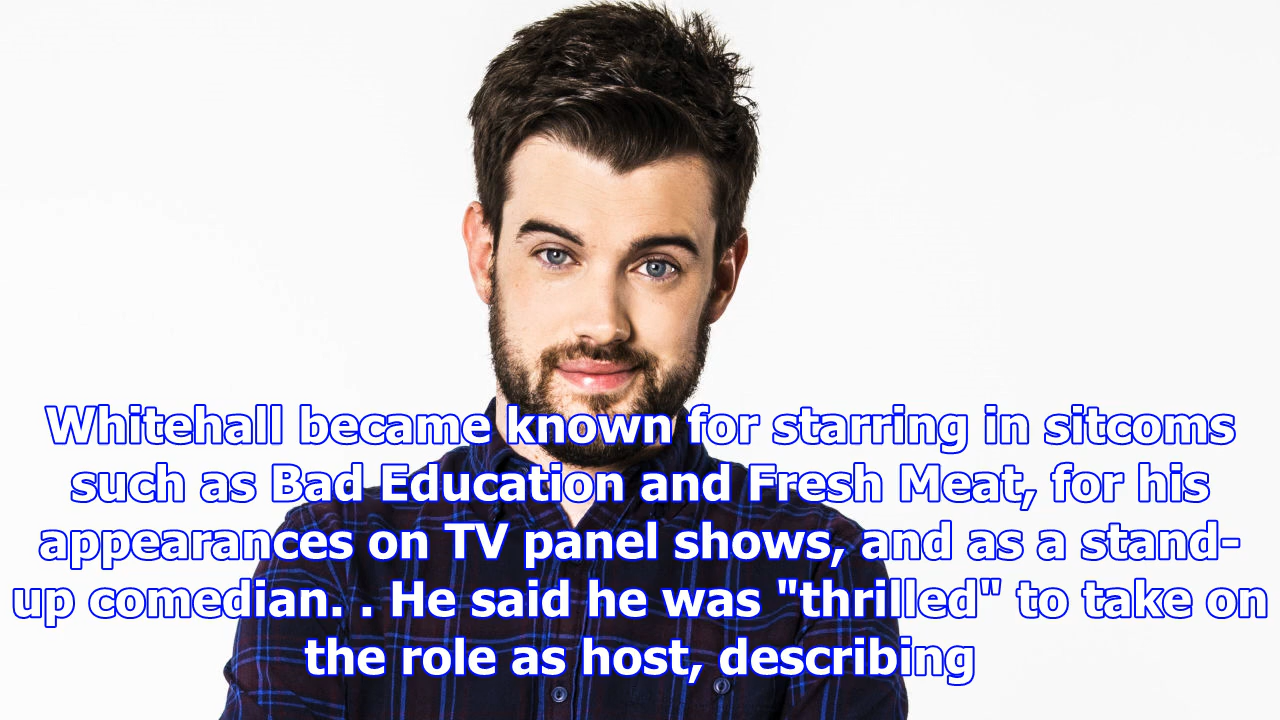 Whitehall became known for starring in sitcoms
such as Bad Education and Fresh Meat, for his
appearances on TV panel shows, and as a stand-
up comedian. . He said he was "thrilled" to take on
the role as host, describing